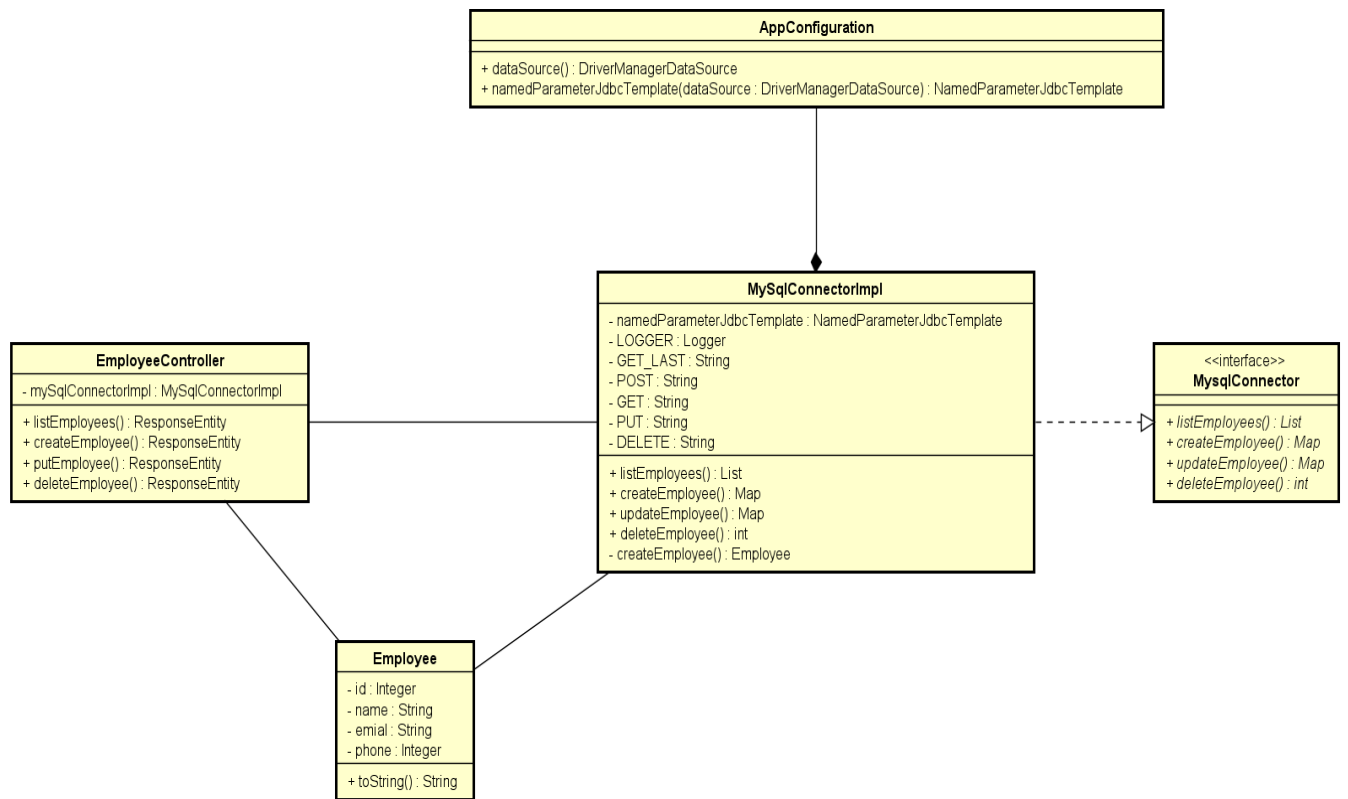 AppConfiguration
+ dataSource() : DriverManagerDataSource
+ namedParameterJdbcTemplate(dataSource : DriverManagerDataSource) : NamedParameterJdbcTemplate
MySqlConnectorImpl
- namedParameterJdbcTemplate : NamedParameterJdbcTemplate
- LOGGER : Logger
- GET_LAST : String
- POST : String
- GET : String
- PUT : String
- DELETE : String
+ listEmployees() : List
+ createEmployee() : Map
+ updateEmployee() : Map
+ deleteEmployee() : int
- createEmployee() : Employee
EmployeeController
- mySqlConnectorImpl : MySqlConnectorImpl
+ listEmployees() : ResponseEntity
+ createEmployee() : ResponseEntity
+ putEmployee() : ResponseEntity
+ deleteEmployee() : ResponseEntity
<<interface>>
MysqlConnector
+ listEmployees() : List
+ createEmployee() : Map
+ updateEmployee() : Map
+ deleteEmployee() : int
Employee
- id : Integer
- name : String
- emial : String
- phone : Integer
+ toString() : String